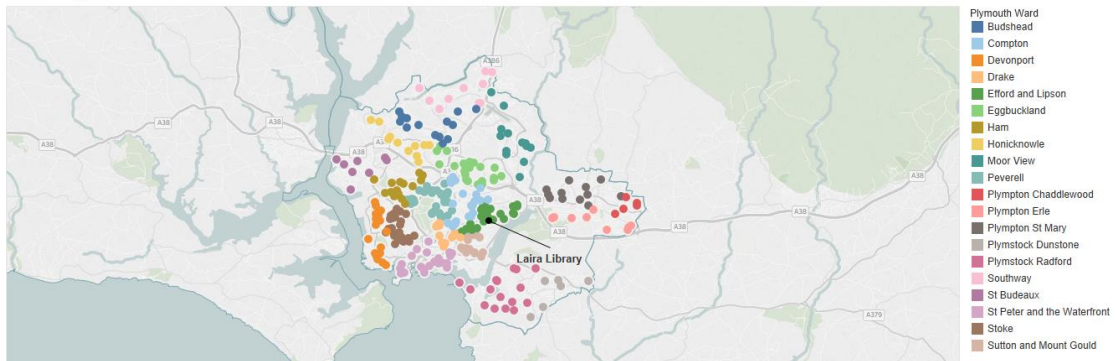 Plymouth Ward
Budshead
Compton
Devonport
Drake
Efford and Lipson
Eggbuckland
Ham
Honicknowle
Moor View
Peverell
Plympton Chaddlewood
Plympton Erle
Plympton St Mary
Plymstock Dunstone
Plymstock Radford
Southway
St Budeaux
St Peter and the Waterfront
Stoke
Sutton and Mount Gould
A386
A38
A38
A38
A38
A38
A38
A38
Laira Library
A379